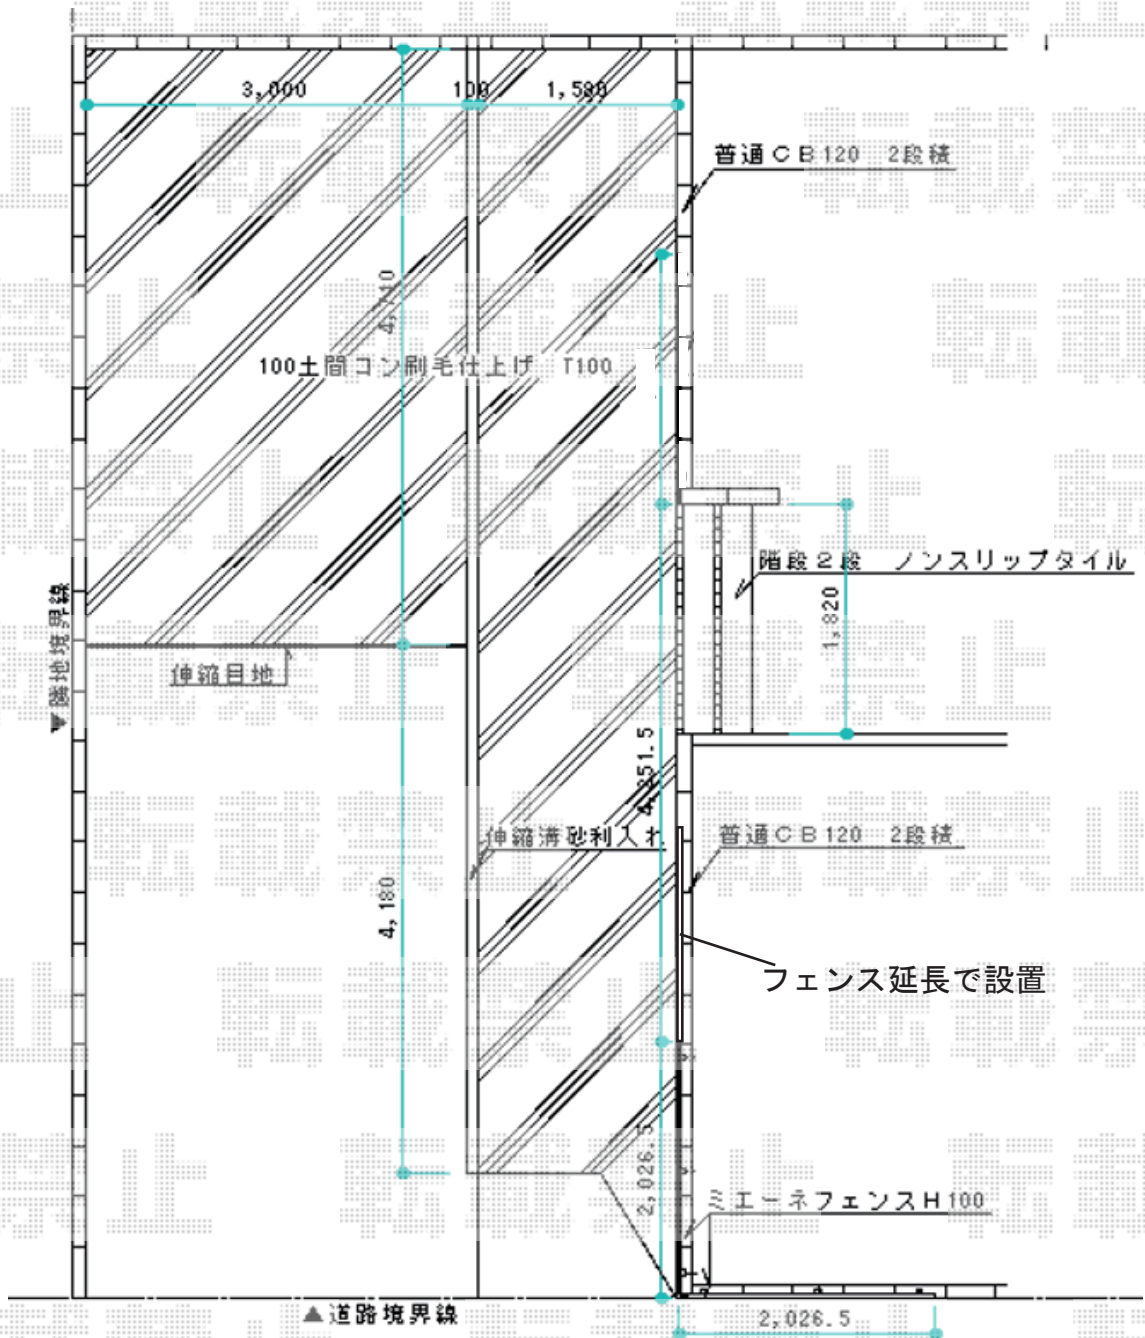 3,000
100
1,580
普通CB120 2段積
4,710
100土間コン刷毛仕上げ T100
階段2段 ノンスリップタイル
1,820
▼隣地境界線
伸縮目地
伸縮溝砂利入れ
普通CB120 2段積
4,180
フェンス延長で設置
2,026.5
ミエーネフェンスH100
▲道路境界線
2,026.5
転載禁止